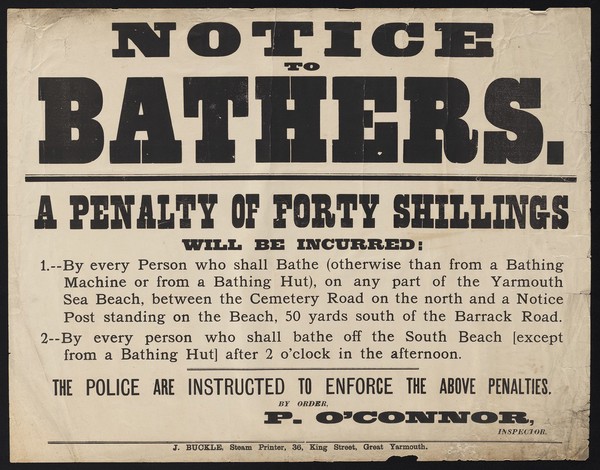 NOTICE
TO
BATHERS.
A PENALTY OF FORTY SHILLINGS
WILL BE INCURRED:
1.--By every Person who shall Bathe (otherwise than from a Bathing
Machine or from a Bathing Hut), on any part of the Yarmouth
Sea Beach, between the Cemetery Road on the north and a Notice
Post standing on the Beach, 50 yards south of the Barrack Road.
2--By every person who shall bathe off the South Beach [except
from a Bathing Hut] after 2 o'clock in the afternoon.
THE POLICE ARE INSTRUCTED TO ENFORCE THE ABOVE PENALTIES.
BY ORDER,
P. O'CONNOR,
INSPECTOR.
J. BUCKLE, Steam Printer, 36, King Street, Great Yarmouth.